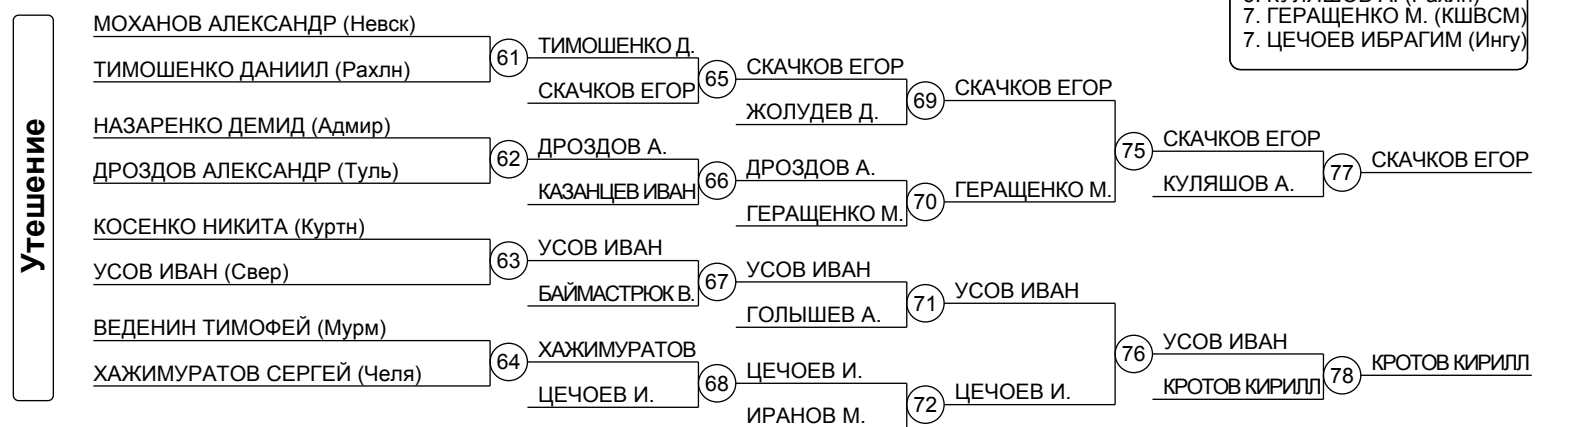 Утешение
МОХАНОВ АЛЕКСАНДР (Невск)
ТИМОШЕНКО ДАНИИЛ (Рахлн)
НАЗАРЕНКО ДЕМИД (Адмир)
ДРОЗДОВ АЛЕКСАНДР (Туль)
КОСЕНКО НИКИТА (Куртн)
УСОВ ИВАН (Свер)
ВЕДЕНИН ТИМОФЕЙ (Мурм)
ХАЖИМУРАТОВ СЕРГЕЙ (Челя)
61
62
63
64
ТИМОШЕНКО Д.
СКАЧКОВ ЕГОР
ДРОЗДОВ А.
КАЗАНЦЕВ ИВАН
УСОВ ИВАН
БАЙМАСТРЮК В.
ХАЖИМУРАТОВ
ЦЕЧОЕВ И.
65
66
67
68
СКАЧКОВ ЕГОР
ЖОЛУДЕВ Д.
ДРОЗДОВ А.
ГЕРАЩЕНКО М.
УСОВ ИВАН
ГОЛЫШЕВ А.
ЦЕЧОЕВ И.
ИРАНОВ М.
69
70
71
72
СКАЧКОВ ЕГОР
ГЕРАЩЕНКО М.
УСОВ ИВАН
ЦЕЧОЕВ И.
75
76
СКАЧКОВ ЕГОР
КУЛЯШОВ А.
УСОВ ИВАН
КРОТОВ КИРИЛЛ
77
78
СКАЧКОВ ЕГОР
КРОТОВ КИРИЛЛ
КУЛЯШОВ А. (Рахлн)
7. ГЕРАЩЕНКО М. (КШВСМ)
7. ЦЕЧОЕВ ИБРАГИМ (Ингу)